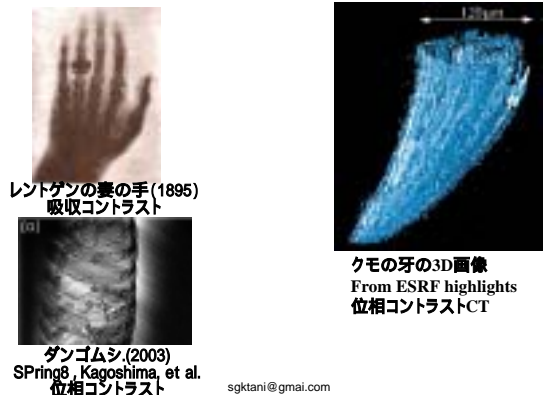 レントゲンの妻の手(1895)
吸収コントラスト
(a)
ダンゴムシ.(2003)
SPring8 , Kagoshima, et al.
位相コントラスト
120μm
クモの牙の3D画像
From ESRF highlights
位相コントラストCT
sgktani@gmai.com